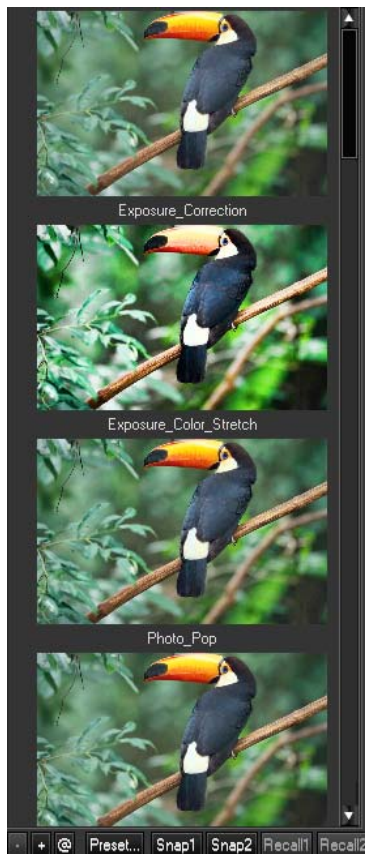 Exposure_Correction
Exposure_Color_Stretch
Photo_Pop
- + @ Preset... Snap1 Snap2 Recall1 Recall2